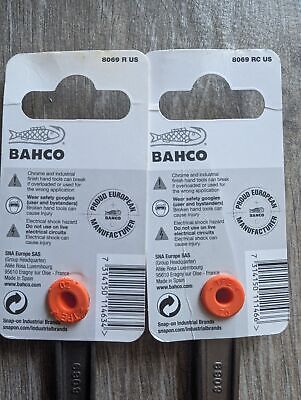 8069 R US
BAHCO
Chrome and industrial
finish hand tools can break
if overloaded or used for
the wrong application.
Wear safety googles
(user and bystanders)
Broken hand tools can
cause injury
Electrical shock hazard
Do not use on live
electrical circuits
Electrical shock can
cause injury.
PROUD EUROPEAN
BAHCO
MANUFACTURER
SNA Europe SAS
(Group Headquarter)
Allée Rosa Luxembourg
95610 Eragny sur Oise - France
Made in Spain
www.bahco.com
Snap-on Industrial Brands
snapon.com/industrialbrands
8069
8069 RC US
BAHCO
Chrome and industrial
finish hand tools can break
if overloaded or used for
the wrong application.
Wear safety googles
(user and bystanders)
Broken hand tools can
cause injury
Electrical shock hazard
Do not use on live
electrical circuits
Electrical shock can
cause injury.
PROUD EUROPEAN
BAHCO
MANUFACTURER
SNA Europe SAS
(Group Headquarter)
Allée Rosa Luxembourg
95610 Eragny sur Oise - France
Made in Spain
www.bahco.com
Snap-on Industrial Brands
snapon.com/industrialbrands
8069